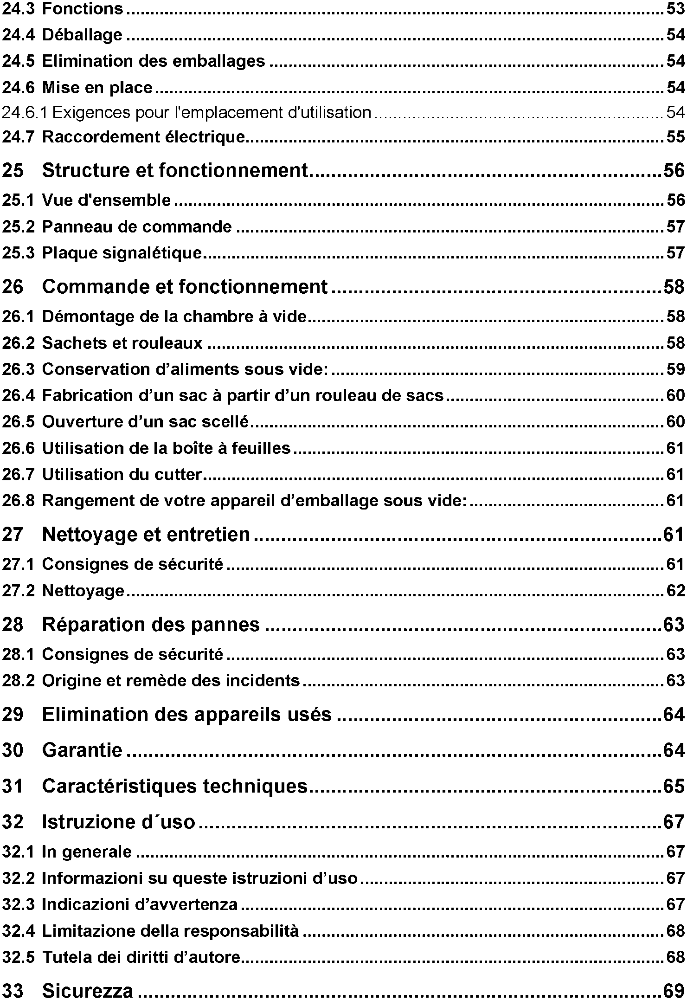 24.3 Fonctions ........ 53
24.4 Déballage ........ 54
24.5 Elimination des emballages ........ 54
24.6 Mise en place ........ 54
24.6.1 Exigences pour l'emplacement d'utilisation ........ 54
24.7 Raccordement électrique ........ 55
25 Structure et fonctionnement ........ 56
25.1 Vue d'ensemble ........ 56
25.2 Panneau de commande ........ 57
25.3 Plaque signalétique ........ 57
26 Commande et fonctionnement ........ 58
26.1 Démontage de la chambre à vide ........ 58
26.2 Sachets et rouleaux ........ 58
26.3 Conservation d’aliments sous vide: ........ 59
26.4 Fabrication d’un sac à partir d’un rouleau de sacs ........ 60
26.5 Ouverture d’un sac scellé ........ 60
26.6 Utilisation de la boîte à feuilles ........ 61
26.7 Utilisation du cutter ........ 61
26.8 Rangement de votre appareil d’emballage sous vide: ........ 61
27 Nettoyage et entretien ........ 61
27.1 Consignes de sécurité ........ 61
27.2 Nettoyage ........ 62
28 Réparation des pannes ........ 63
28.1 Consignes de sécurité ........ 63
28.2 Origine et remède des incidents ........ 63
29 Elimination des appareils usés ........ 64
30 Garantie ........ 64
31 Caractéristiques techniques ........ 65
32 Istruzione d´uso ........ 67
32.1 In generale ........ 67
32.2 Informazioni su queste istruzioni d’uso ........ 67
32.3 Indicazioni d’avvertenza ........ 67
32.4 Limitazione della responsabilità ........ 68
32.5 Tutela dei diritti d’autore ........ 68
33 Sicurezza ........ 69